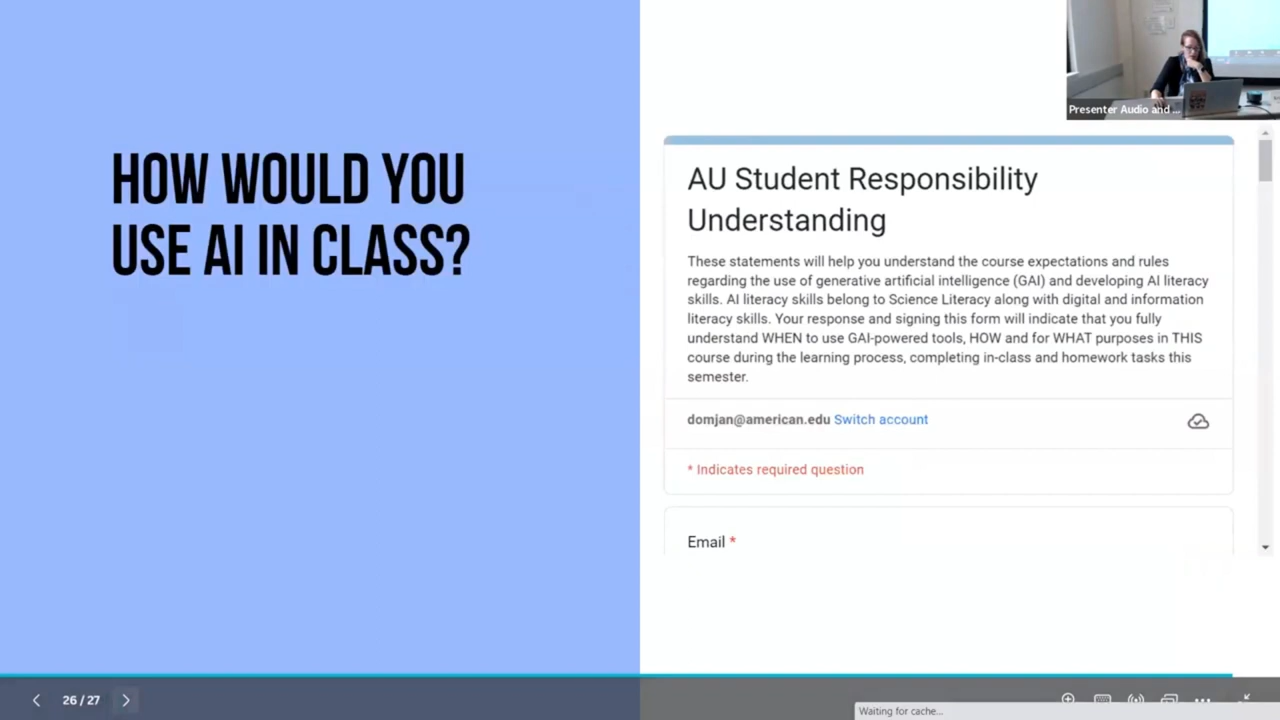 HOW WOULD YOU
USE AI IN CLASS?
Presenter Audio and ...
AU Student Responsibility
Understanding
These statements will help you understand the course expectations and rules
regarding the use of generative artificial intelligence (GAI) and developing AI literacy
skills. AI literacy skills belong to Science Literacy along with digital and information
literacy skills. Your response and signing this form will indicate that you fully
understand WHEN to use GAI-powered tools, HOW and for WHAT purposes in THIS
course during the learning process, completing in-class and homework tasks this
semester.
domjan@american.edu Switch account
* Indicates required question
Email *
26 / 27
Waiting for cache...